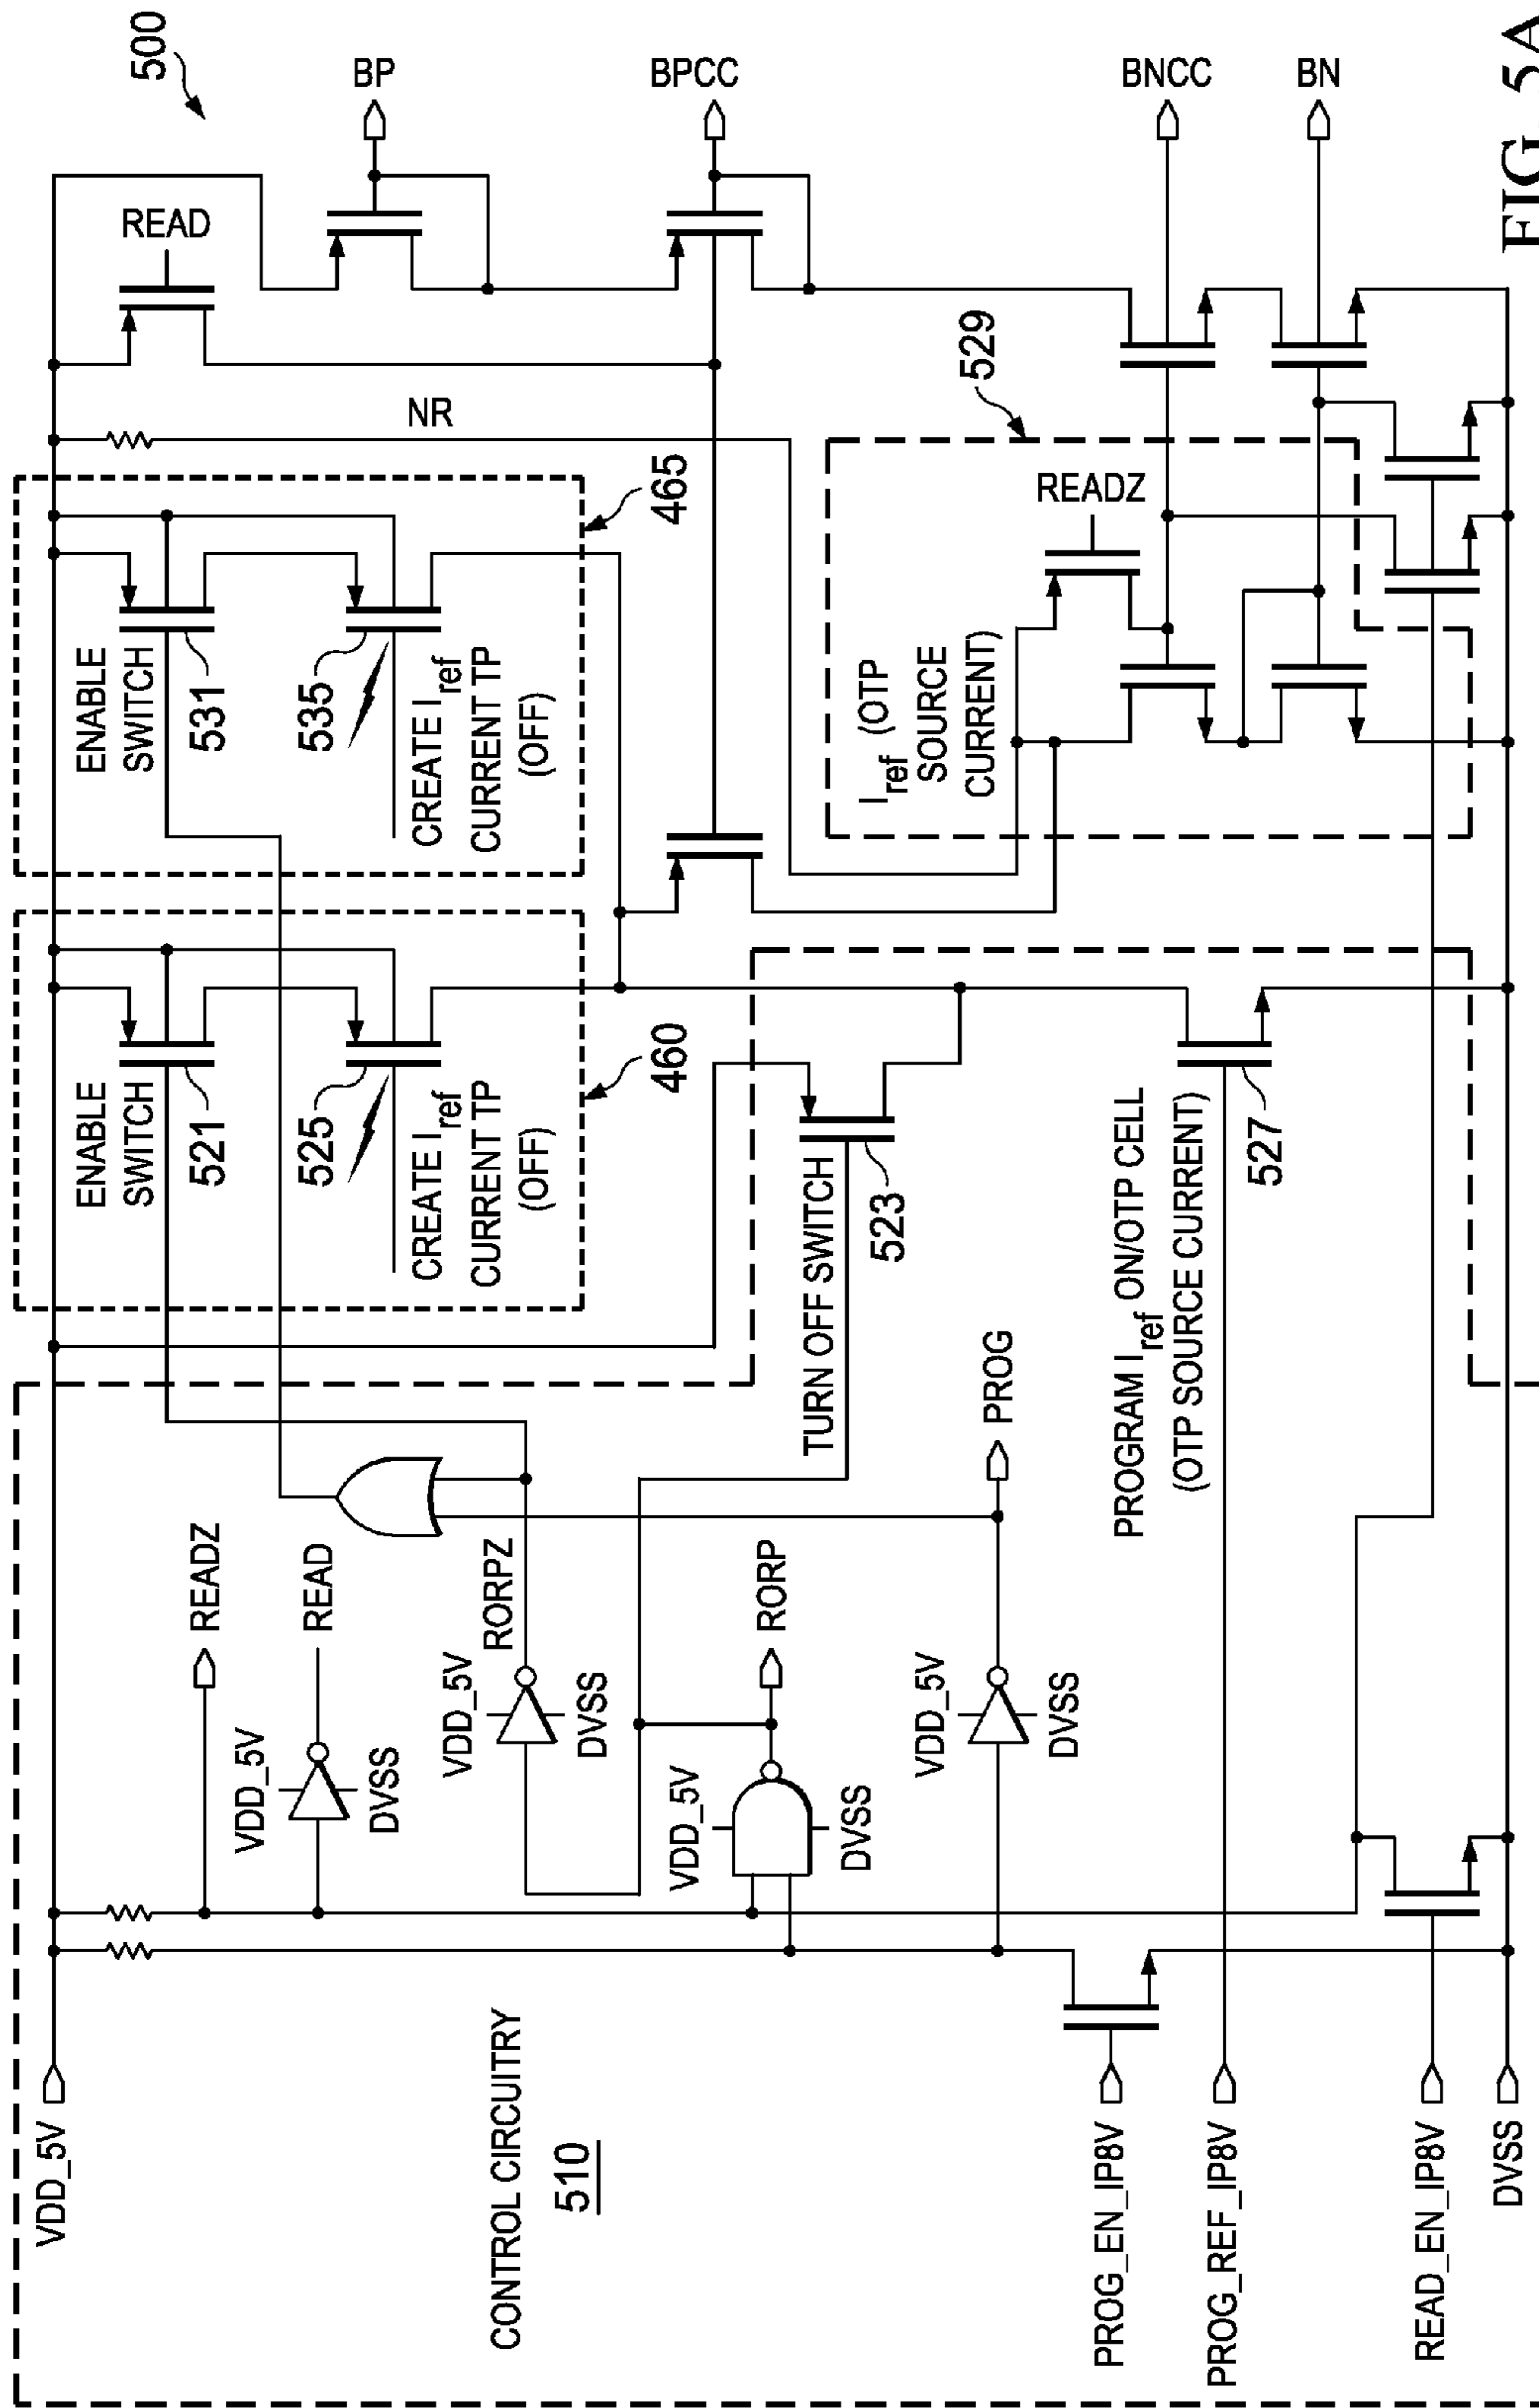 500
VDD_5V
READ
BP
BPCC
BNCC
BN
NR
465
529
ENABLE
SWITCH
531
535
CREATE Iref
CURRENT TP
(OFF)
READZ
Iref (OTP
SOURCE
CURRENT)
ENABLE
SWITCH
521
525
CREATE Iref
CURRENT TP
(OFF)
460
TURN OFF SWITCH
523
PROGRAM Iref ON/OTP CELL
(OTP SOURCE CURRENT)
527
READZ
READ
VDD_5V
DVSS
RORPZ
VDD_5V
DVSS
RORP
VDD_5V
DVSS
PROG
VDD_5V
DVSS
CONTROL CIRCUITRY
510
PROG_EN_IP8V
PROG_REF_IP8V
READ_EN_IP8V
DVSS
FIG. 5A